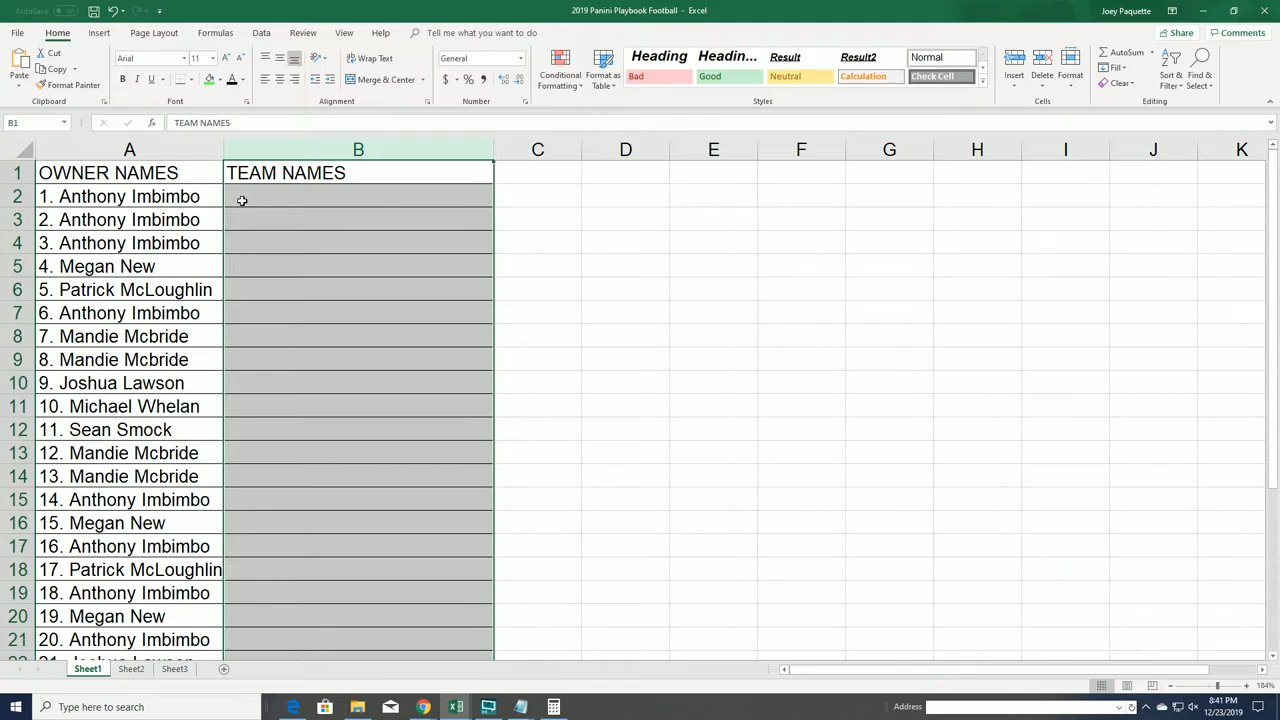 AutoSave Off
2019 Panini Playbook Football - Excel
Joey Paquette
File Home Insert Page Layout Formulas Data Review View Help Tell me what you want to do
Share Comments
Paste
Cut
Copy
Format Painter
Clipboard
Arial 11
B I U
Font
Wrap Text
Merge & Center
Alignment
General
$ % ,
Number
Conditional Formatting
Format as Table
Heading Headin... Result Result2 Normal
Bad Good Neutral Calculation Check Cell
Styles
Insert Delete Format
Cells
AutoSum
Fill
Clear
Sort & Filter
Find & Select
Editing
B1
TEAM NAMES
A B C D E F G H I J K
1 OWNER NAMES TEAM NAMES
2 1. Anthony Imbimbo
3 2. Anthony Imbimbo
4 3. Anthony Imbimbo
5 4. Megan New
6 5. Patrick McLoughlin
7 6. Anthony Imbimbo
8 7. Mandie Mcbride
9 8. Mandie Mcbride
10 9. Joshua Lawson
11 10. Michael Whelan
12 11. Sean Smock
13 12. Mandie Mcbride
14 13. Mandie Mcbride
15 14. Anthony Imbimbo
16 15. Megan New
17 16. Anthony Imbimbo
18 17. Patrick McLoughlin
19 18. Anthony Imbimbo
20 19. Megan New
21 20. Anthony Imbimbo
Sheet1 Sheet2 Sheet3
184%
Type here to search
Address
8:41 PM
12/23/2019